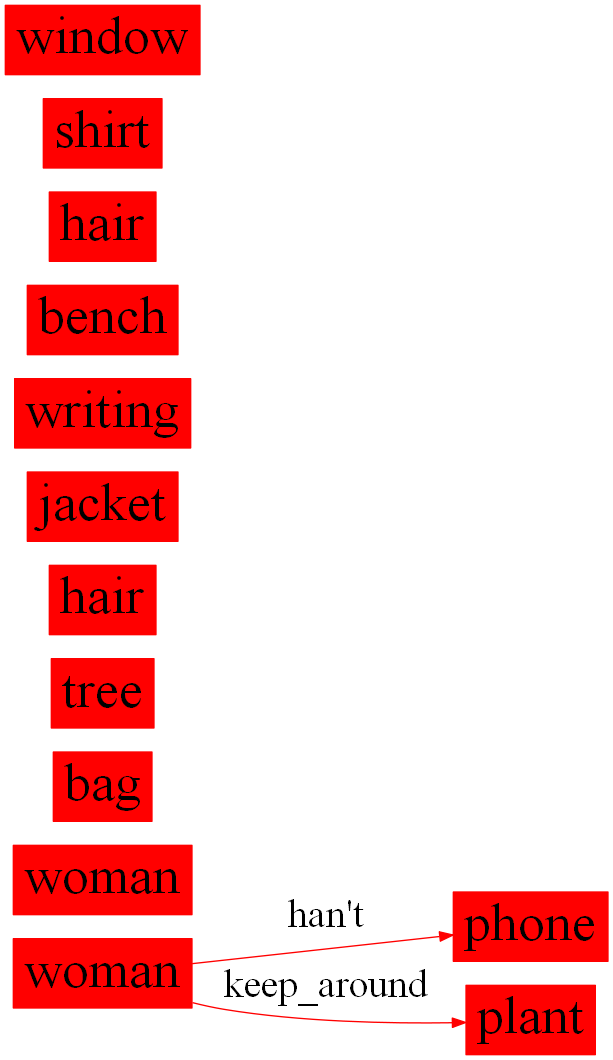 window
shirt
hair
bench
writing
jacket
hair
tree
bag
woman
woman
han't
phone
keep_around
plant